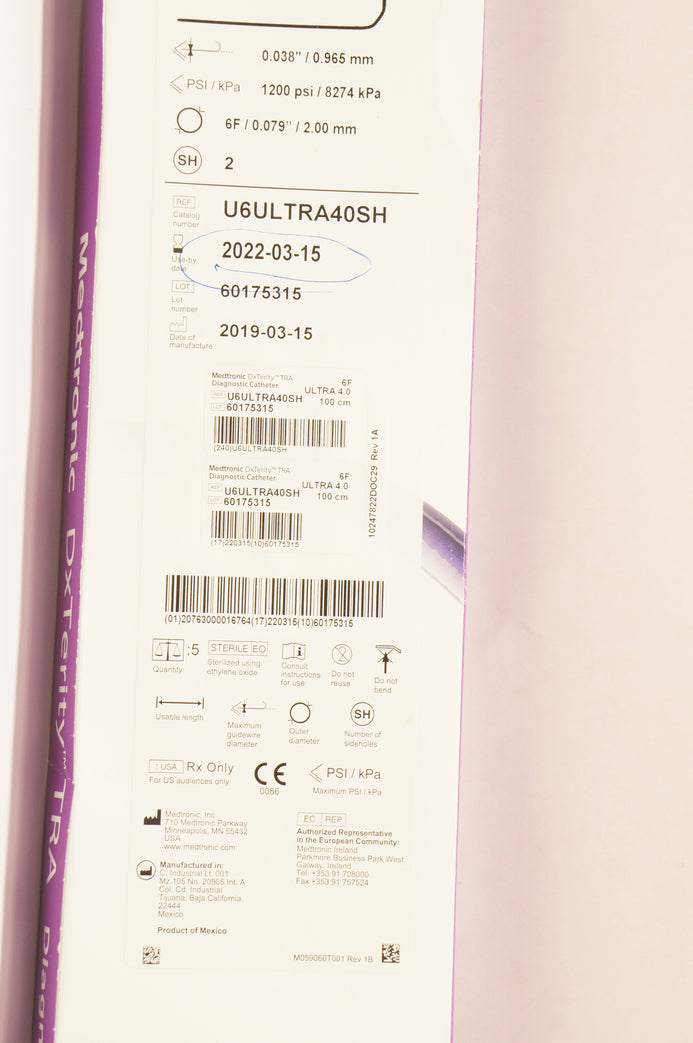 0.038" / 0.965 mm
PSI / kPa 1200 psi / 8274 kPa
6F / 0.079" / 2.00 mm
SH 2
REF U6ULTRA40SH
Catalog
number
2022-03-15
Use-by
date
LOT 60175315
Lot
number
2019-03-15
Date of
manufacture
Medtronic DxTerity™ TRA 6F
Diagnostic Catheter ULTRA 4.0
REF U6ULTRA40SH 100 cm
LOT 60175315
(240)U6ULTRA40SH
Medtronic DxTerity™ TRA 6F
Diagnostic Catheter ULTRA 4.0
REF U6ULTRA40SH 100 cm
LOT 60175315
(17)220315(10)60175315
10247822DOC29 Rev 1A
(01)20763000016764(17)220315(10)60175315
:5 STERILE EO i 2
Quantity
Sterilized using
ethylene oxide
Consult
instructions
for use
Do not
reuse
Do not
bend
SH
Usable length
Maximum
guidewire
diameter
Outer
diameter
Number of
sideholes
! USA Rx Only
For US audiences only
CE
0086
PSI / kPa
Maximum PSI / kPa
Medtronic, Inc.
710 Medtronic Parkway
Minneapolis, MN 55432
USA
www.medtronic.com
EC REP
Authorized Representative
in the European Community:
Medtronic Ireland
Parkmore Business Park West
Galway, Ireland
Tel. +353 91 708000
Fax +353 91 757524
Manufactured in:
C. Industrial Lt. 001
Mz.105 No. 20905 Int. A
Col. Cd. Industrial
Tijuana, Baja California
22444
Mexico
Product of Mexico
M059060T001 Rev 1B
Medtronic DxTerity™ TRA
Diagn